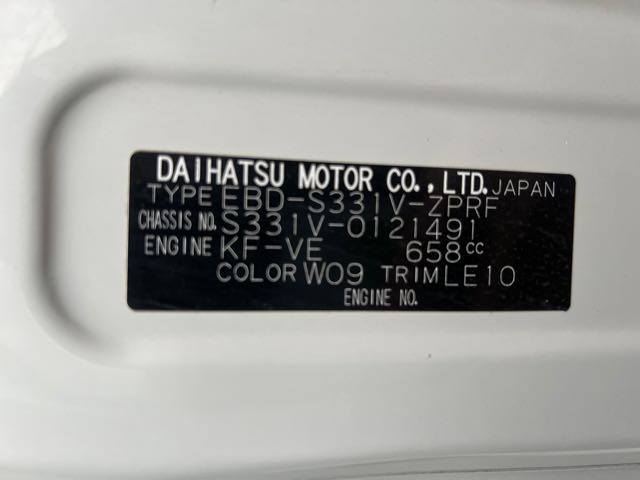 DAIHATSU MOTOR CO., LTD. JAPAN
TYPE EBD-S331V-ZPRF
CHASSIS NO. S331V-0121491
ENGINE KF-VE 658cc
COLOR W09 TRIM LE10
ENGINE NO.